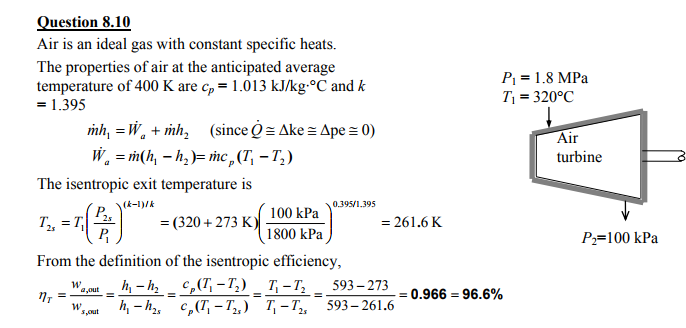 Question 8.10
Air is an ideal gas with constant specific heats.
The properties of air at the anticipated average
temperature of 400 K are cp = 1.013 kJ/kg·°C and k
= 1.395
ṁh₁ = Ẇa + ṁh₂ (since Q̇ ≅ Δke ≅ Δpe ≅ 0)
Ẇa = ṁ(h₁ − h₂)= ṁcp(T₁ − T₂)
The isentropic exit temperature is
T2s = T₁(P2s/P₁)^(k−1)/k = (320 + 273 K)(100 kPa/1800 kPa)^0.395/1.395 = 261.6 K
From the definition of the isentropic efficiency,
ηT = wa,out/ws,out = (h₁ − h₂)/(h₁ − h2s) = cp(T₁ − T₂)/cp(T₁ − T2s) = (T₁ − T₂)/(T₁ − T2s) = (593 − 273)/(593 − 261.6) = 0.966 = 96.6%
P₁ = 1.8 MPa
T₁ = 320°C
Air
turbine
P₂=100 kPa